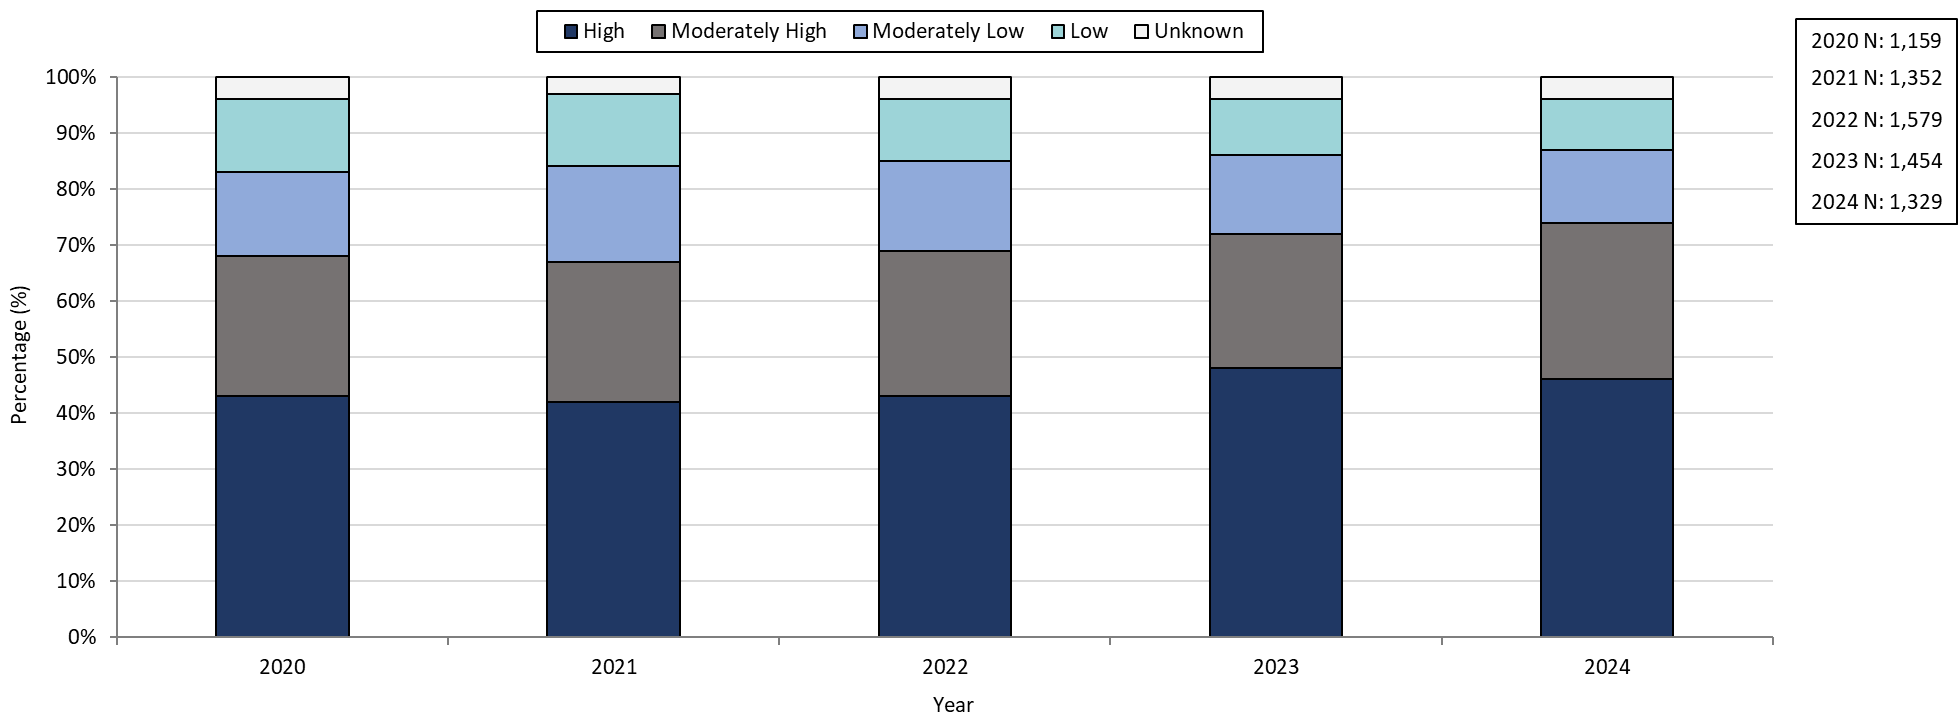 High Moderately High Moderately Low Low Unknown
2020 N: 1,159
2021 N: 1,352
2022 N: 1,579
2023 N: 1,454
2024 N: 1,329
100%
90%
80%
70%
60%
50%
40%
30%
20%
10%
0%
Percentage (%)
2020 2021 2022 2023 2024
Year